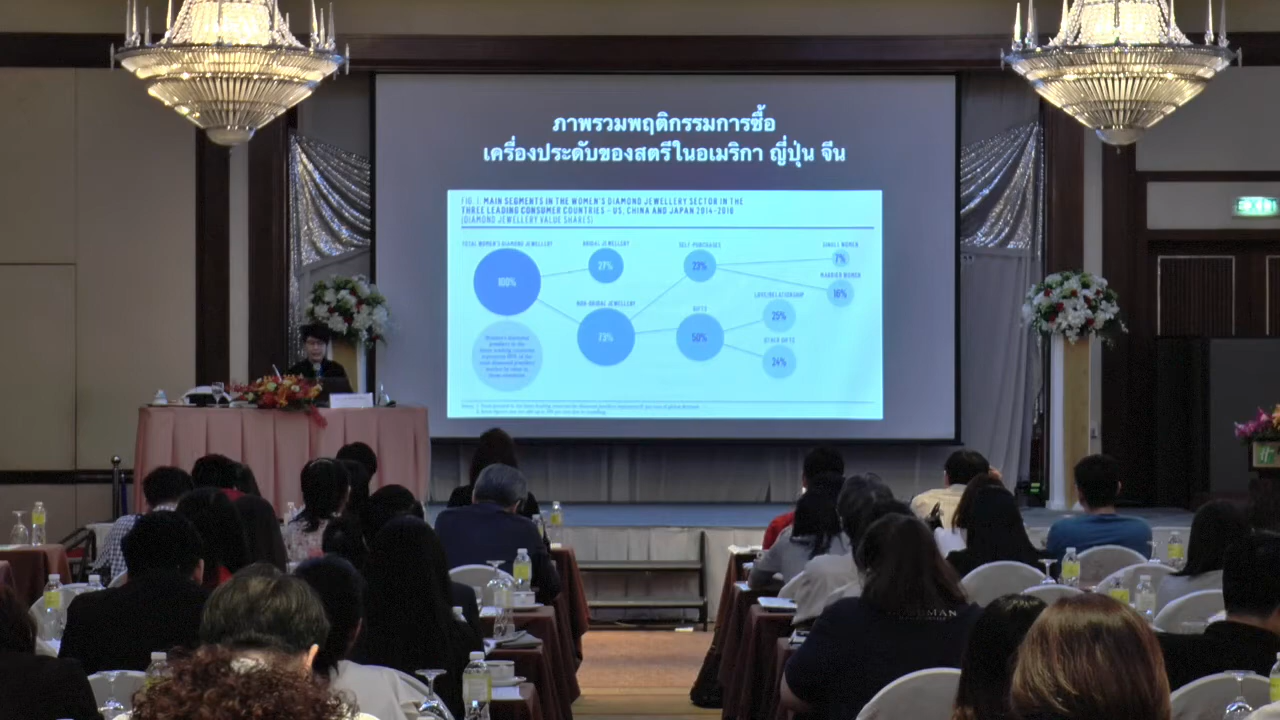 ภาพรวมพฤติกรรมการซื้อ
เครื่องประดับของสตรีในอเมริกา ญี่ปุ่น จีน
EXIT
FIG. 1. MAIN SEGMENTS IN THE WOMEN'S DIAMOND JEWELLERY SECTOR IN THE
THREE LEADING CONSUMER COUNTRIES - US, CHINA AND JAPAN 2014-2016
(DIAMOND JEWELLERY VALUE SHARES)
TOTAL WOMEN'S DIAMOND JEWELLERY
100%
BRIDAL JEWELLERY
27%
NON-BRIDAL JEWELLERY
73%
SELF-PURCHASES
23%
GIFTS
50%
SINGLE WOMEN
7%
MARRIED WOMEN
16%
LOVE/RELATIONSHIP
25%
OTHER GIFTS
24%